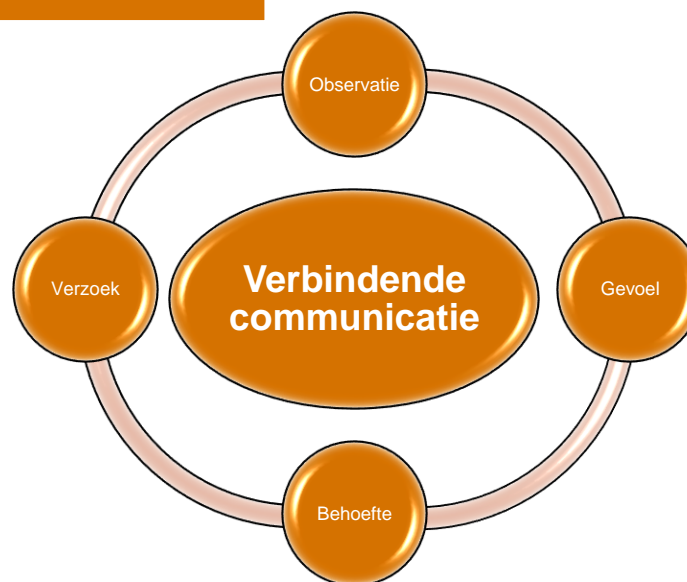 Observatie
Verzoek
Verbindende
communicatie
Gevoel
Behoefte